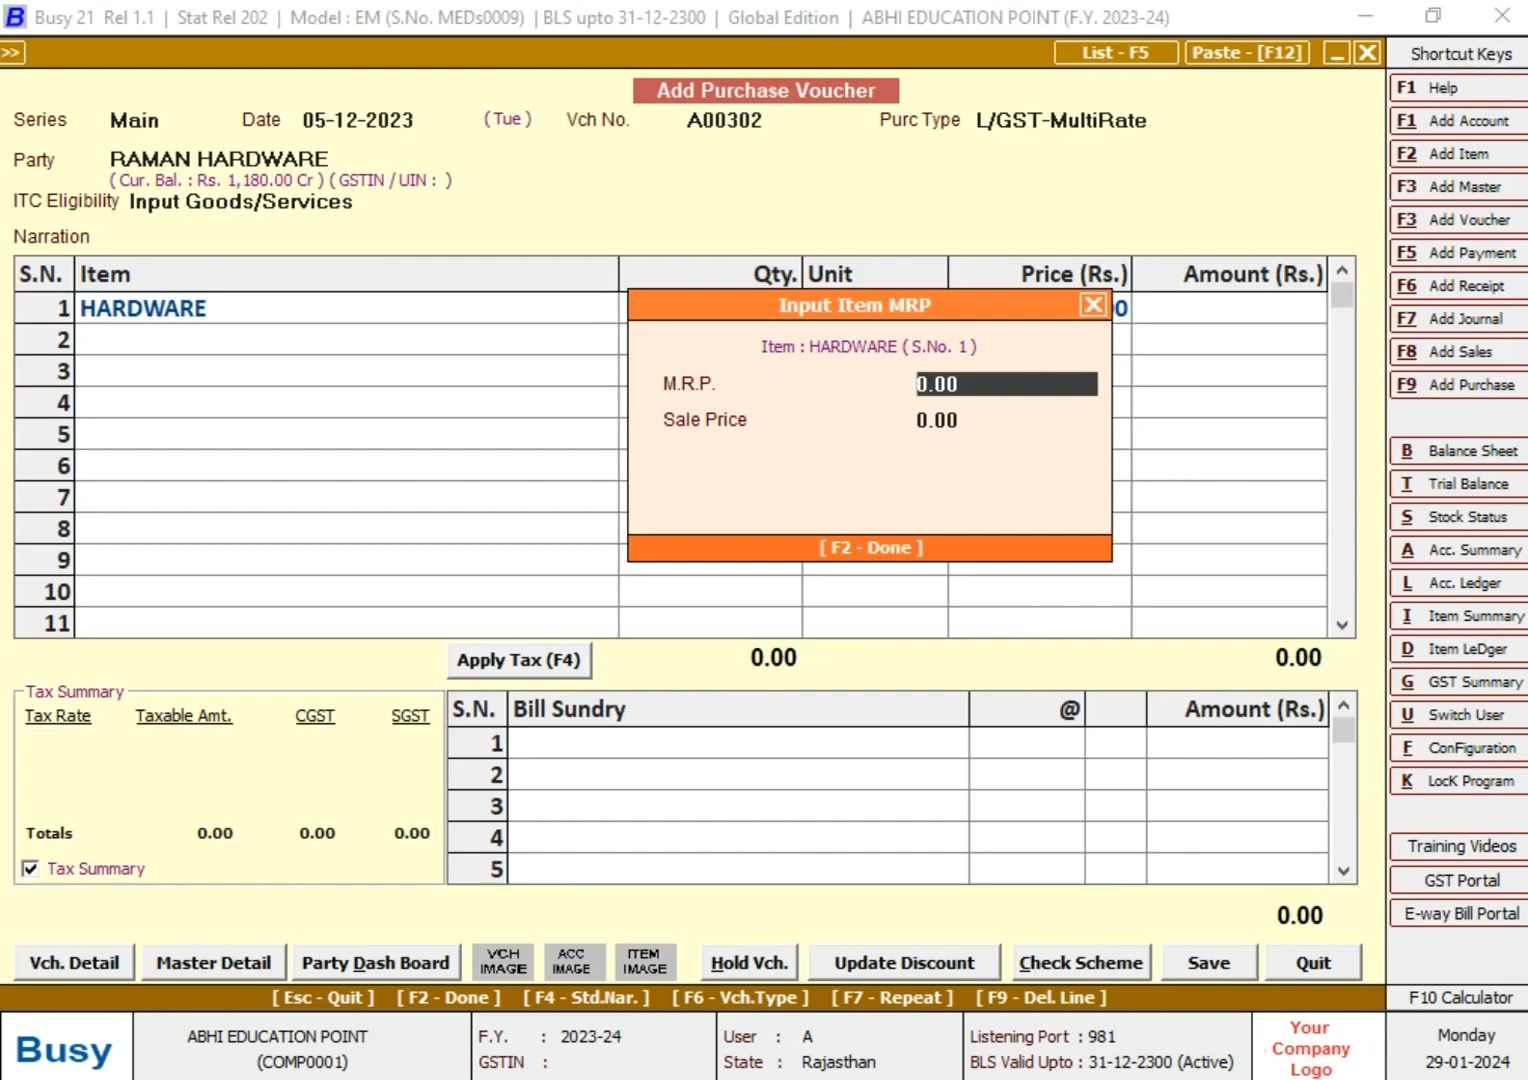 B Busy 21 Rel 1.1 | Stat Rel 202 | Model : EM (S.No. MEDs0009) | BLS upto 31-12-2300 | Global Edition | ABHI EDUCATION POINT (F.Y. 2023-24)
>> List - F5 Paste - [F12]
Shortcut Keys
Add Purchase Voucher
Series Main Date 05-12-2023 ( Tue ) Vch No. A00302 Purc Type L/GST-MultiRate
Party RAMAN HARDWARE
( Cur. Bal. : Rs. 1,180.00 Cr ) ( GSTIN / UIN : )
ITC Eligibility Input Goods/Services
Narration
S.N. Item Qty. Unit Price (Rs.) Amount (Rs.)
1 HARDWARE 0
2
3
4
5
6
7
8
9
10
11
Input Item MRP
Item : HARDWARE ( S.No. 1 )
M.R.P. 0.00
Sale Price 0.00
[ F2 - Done ]
Apply Tax (F4) 0.00 0.00
Tax Summary
Tax Rate Taxable Amt. CGST SGST
Totals 0.00 0.00 0.00
Tax Summary
S.N. Bill Sundry @ Amount (Rs.)
1
2
3
4
5
0.00
Vch. Detail Master Detail Party Dash Board VCH IMAGE ACC IMAGE ITEM IMAGE Hold Vch. Update Discount Check Scheme Save Quit
[ Esc - Quit ] [ F2 - Done ] [ F4 - Std.Nar. ] [ F6 - Vch.Type ] [ F7 - Repeat ] [ F9 - Del. Line ]
F1 Help
F1 Add Account
F2 Add Item
F3 Add Master
F3 Add Voucher
F5 Add Payment
F6 Add Receipt
F7 Add Journal
F8 Add Sales
F9 Add Purchase
B Balance Sheet
T Trial Balance
S Stock Status
A Acc. Summary
L Acc. Ledger
I Item Summary
D Item LeDger
G GST Summary
U Switch User
F ConFiguration
K LocK Program
Training Videos
GST Portal
E-way Bill Portal
F10 Calculator
Busy
ABHI EDUCATION POINT
(COMP0001)
F.Y. : 2023-24
GSTIN :
User : A
State : Rajasthan
Listening Port : 981
BLS Valid Upto : 31-12-2300 (Active)
Your
Company
Logo
Monday
29-01-2024